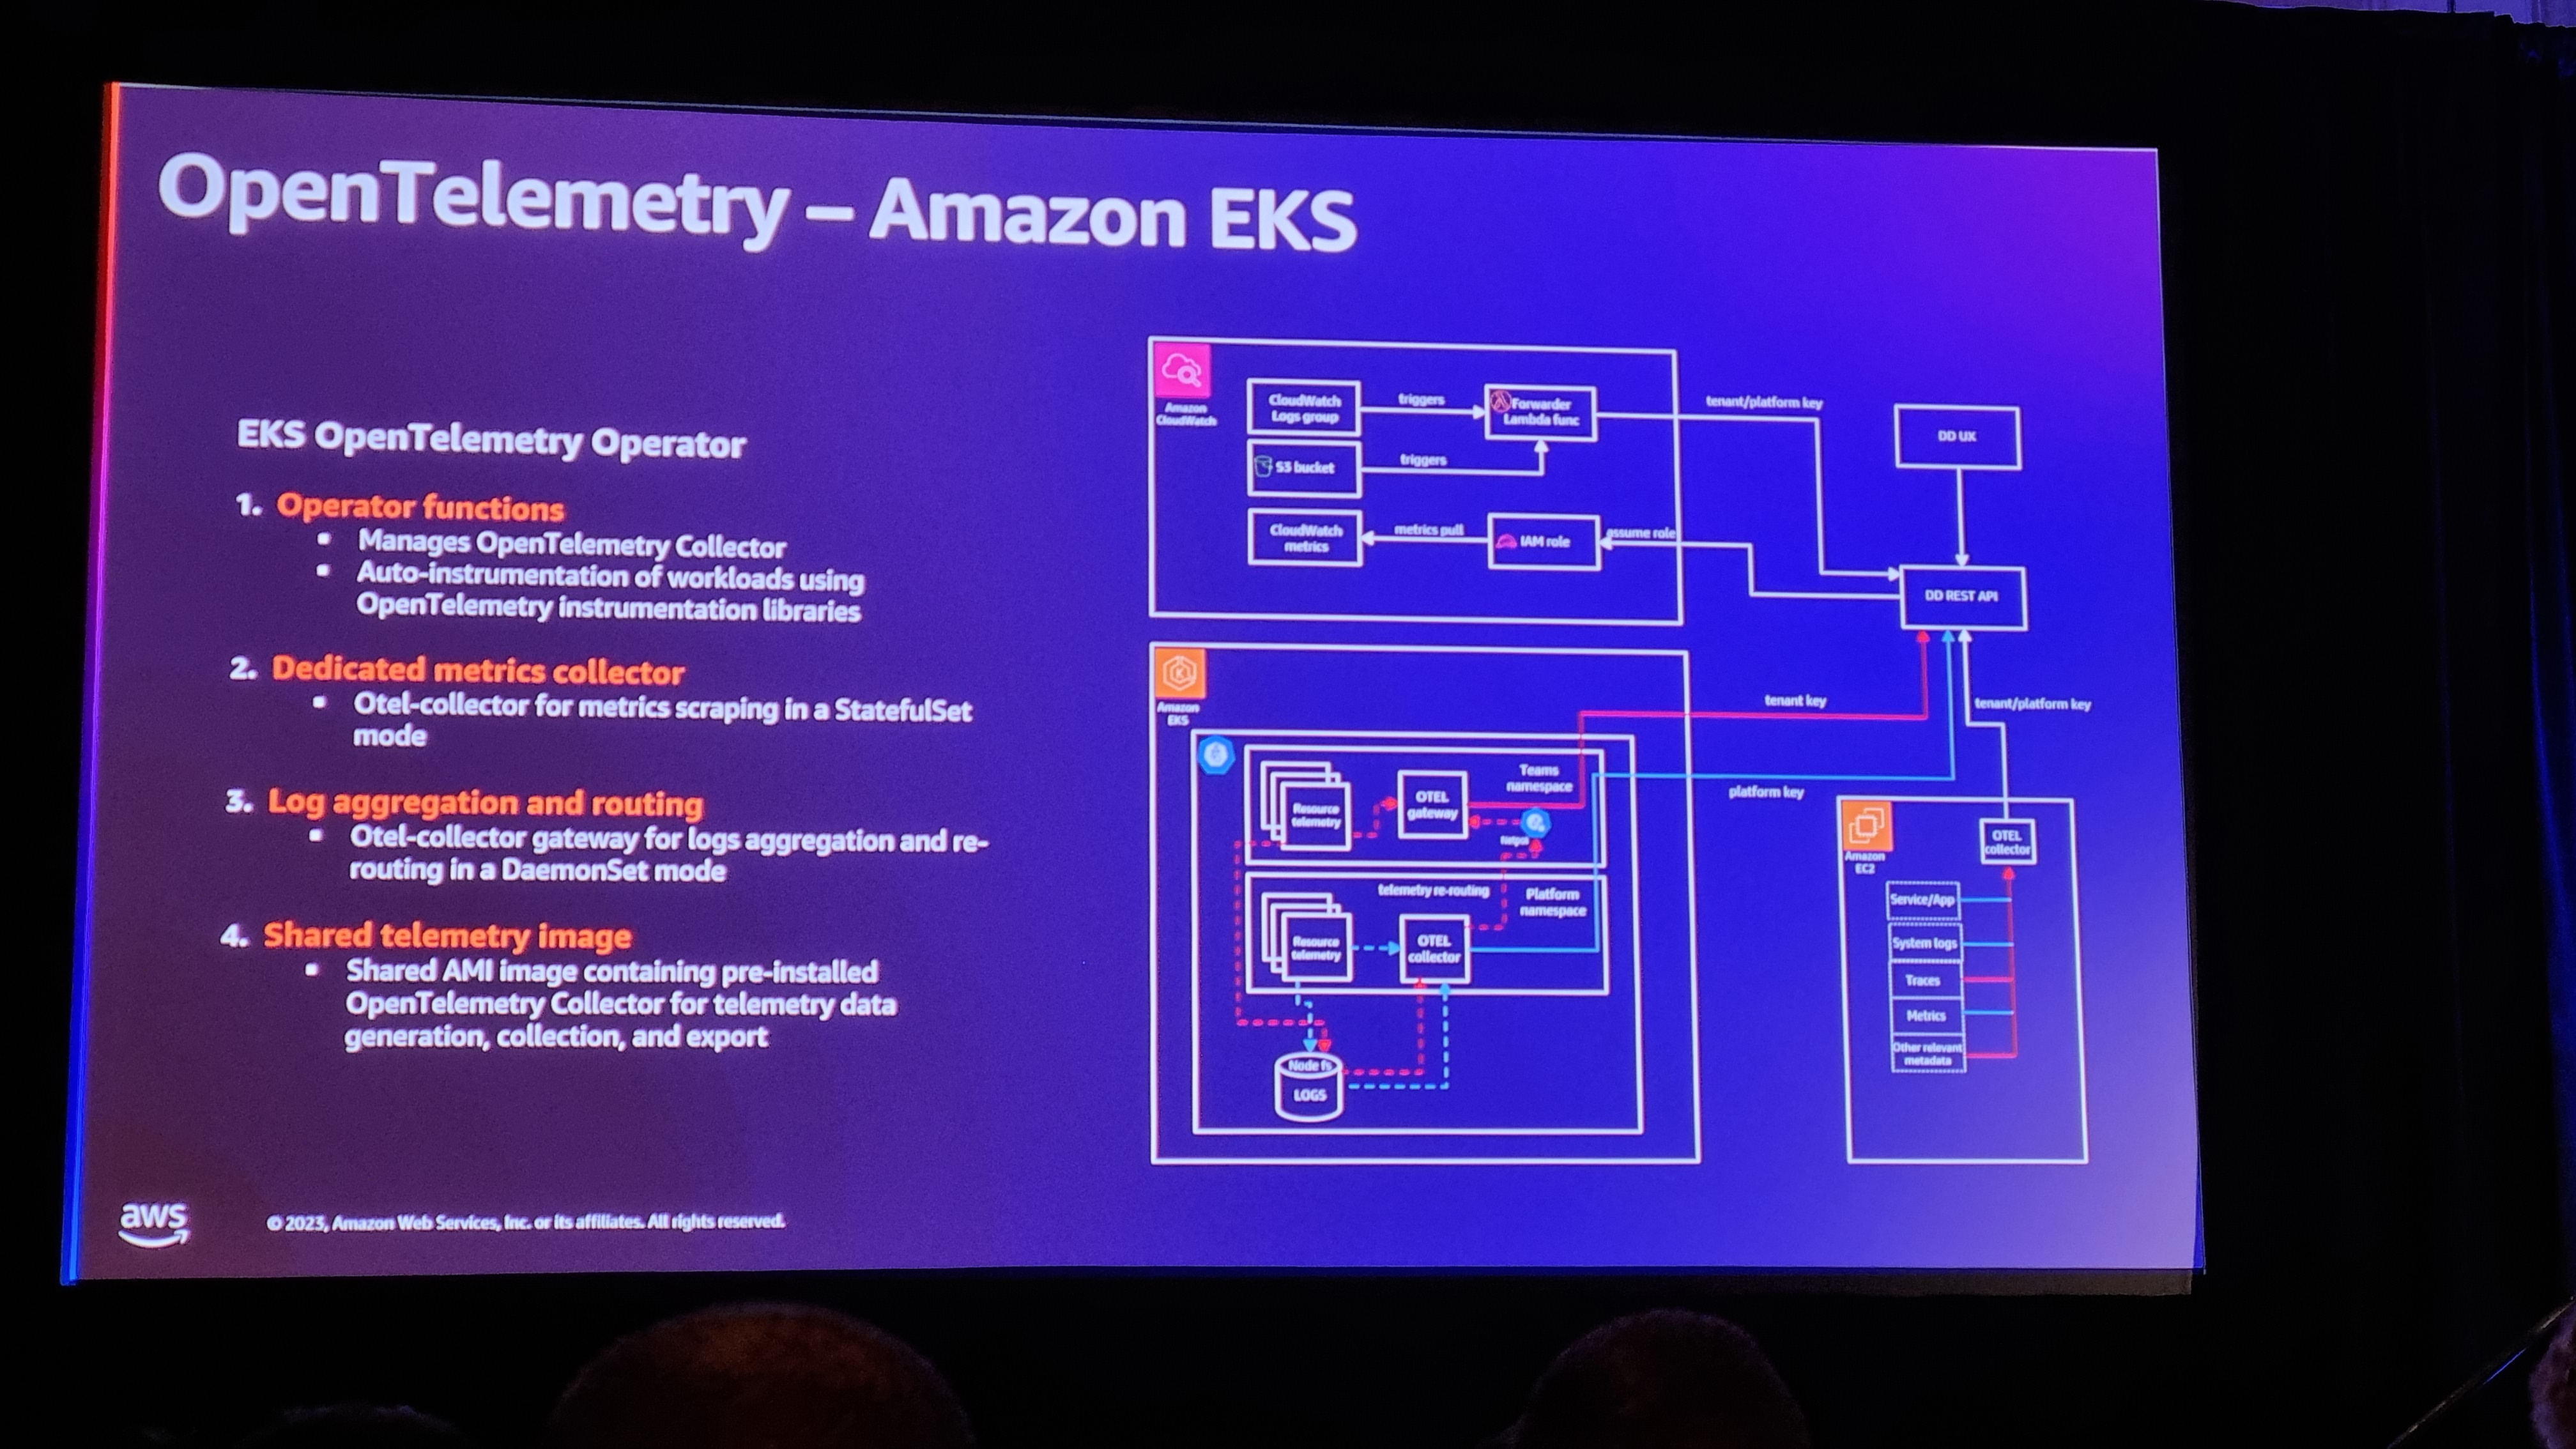 OpenTelemetry – Amazon EKS
EKS OpenTelemetry Operator
1. Operator functions
▪ Manages OpenTelemetry Collector
▪ Auto-instrumentation of workloads using
OpenTelemetry instrumentation libraries
2. Dedicated metrics collector
▪ Otel-collector for metrics scraping in a StatefulSet
mode
3. Log aggregation and routing
▪ Otel-collector gateway for logs aggregation and re-
routing in a DaemonSet mode
4. Shared telemetry image
▪ Shared AMI image containing pre-installed
OpenTelemetry Collector for telemetry data
generation, collection, and export
Amazon
CloudWatch
CloudWatch
Logs group
triggers
Forwarder
Lambda func
S3 bucket
triggers
CloudWatch
metrics
metrics pull
IAM role
assume role
tenant/platform key
DD UX
DD REST API
Amazon
EKS
tenant key
tenant/platform key
platform key
Teams
namespace
Resource
telemetry
OTEL
gateway
telemetry re-routing
Platform
namespace
Resource
telemetry
OTEL
collector
Node fs
LOGS
Amazon
EC2
OTEL
collector
Service/App
System logs
Traces
Metrics
Other relevant
metadata
aws
© 2023, Amazon Web Services, Inc. or its affiliates. All rights reserved.